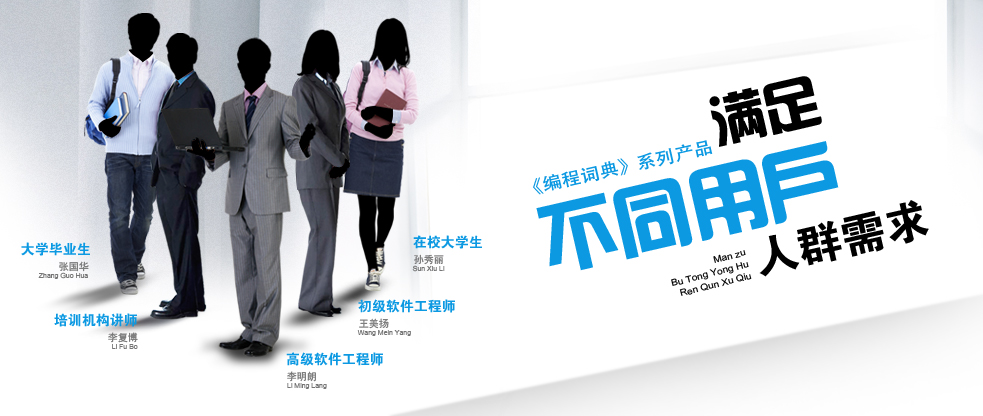 大学毕业生
张国华
Zhang Guo Hua
培训机构讲师
李复博
Li Fu Bo
高级软件工程师
李明朗
Li Ming Lang
初级软件工程师
王美扬
Wang Mein Yang
在校大学生
孙秀丽
Sun Xiu Li
《编程词典》系列产品
满足
不同用户
人群需求
Man zu
Bu Tong Yong Hu
Ren Qun Xu Qiu